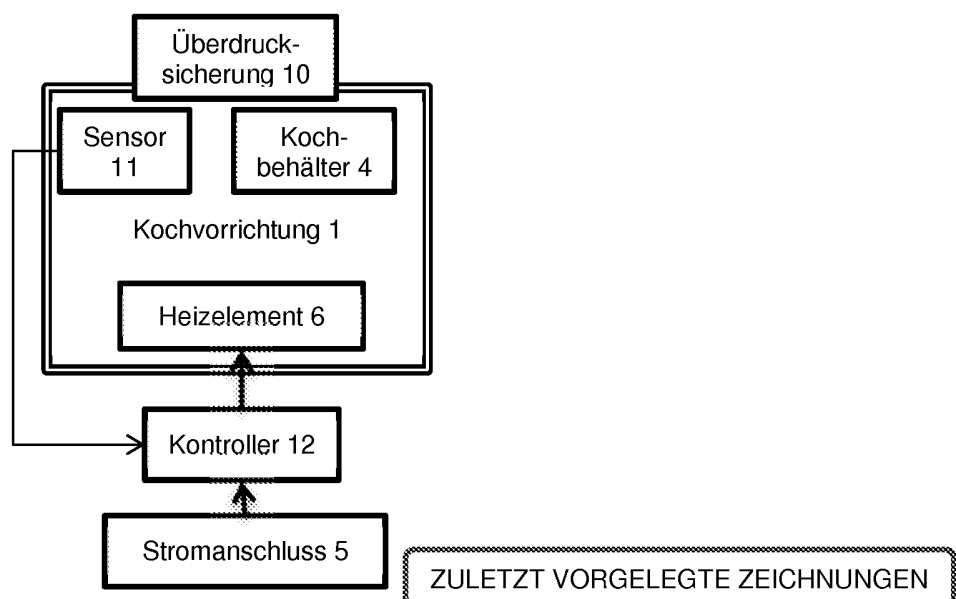 Überdruck-
sicherung 10
Sensor
11
Koch-
behälter 4
Kochvorrichtung 1
Heizelement 6
Kontroller 12
Stromanschluss 5
ZULETZT VORGELEGTE ZEICHNUNGEN